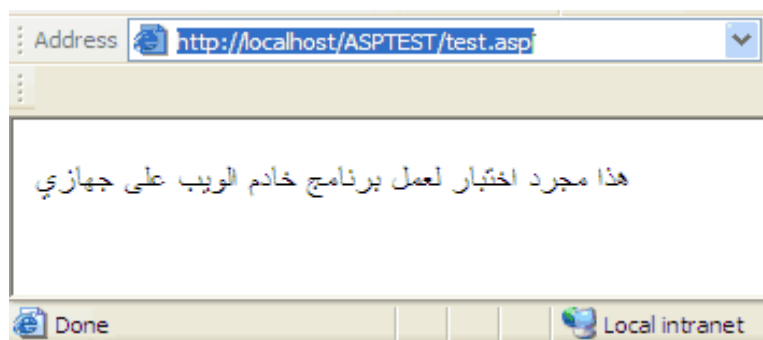 Address http://localhost/ASPTEST/test.asp
هذا مجرد اختبار لعمل برنامج خادم الويب على جهازي
Done
Local intranet